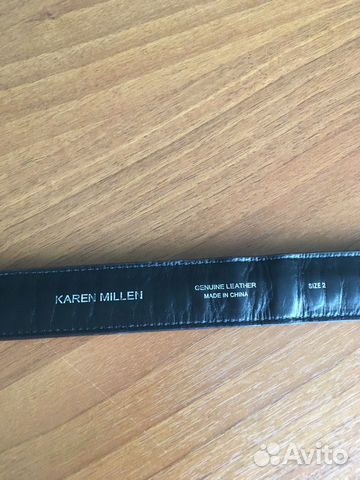 KAREN MILLEN
GENUINE LEATHER
MADE IN CHINA
SIZE 2
Avito